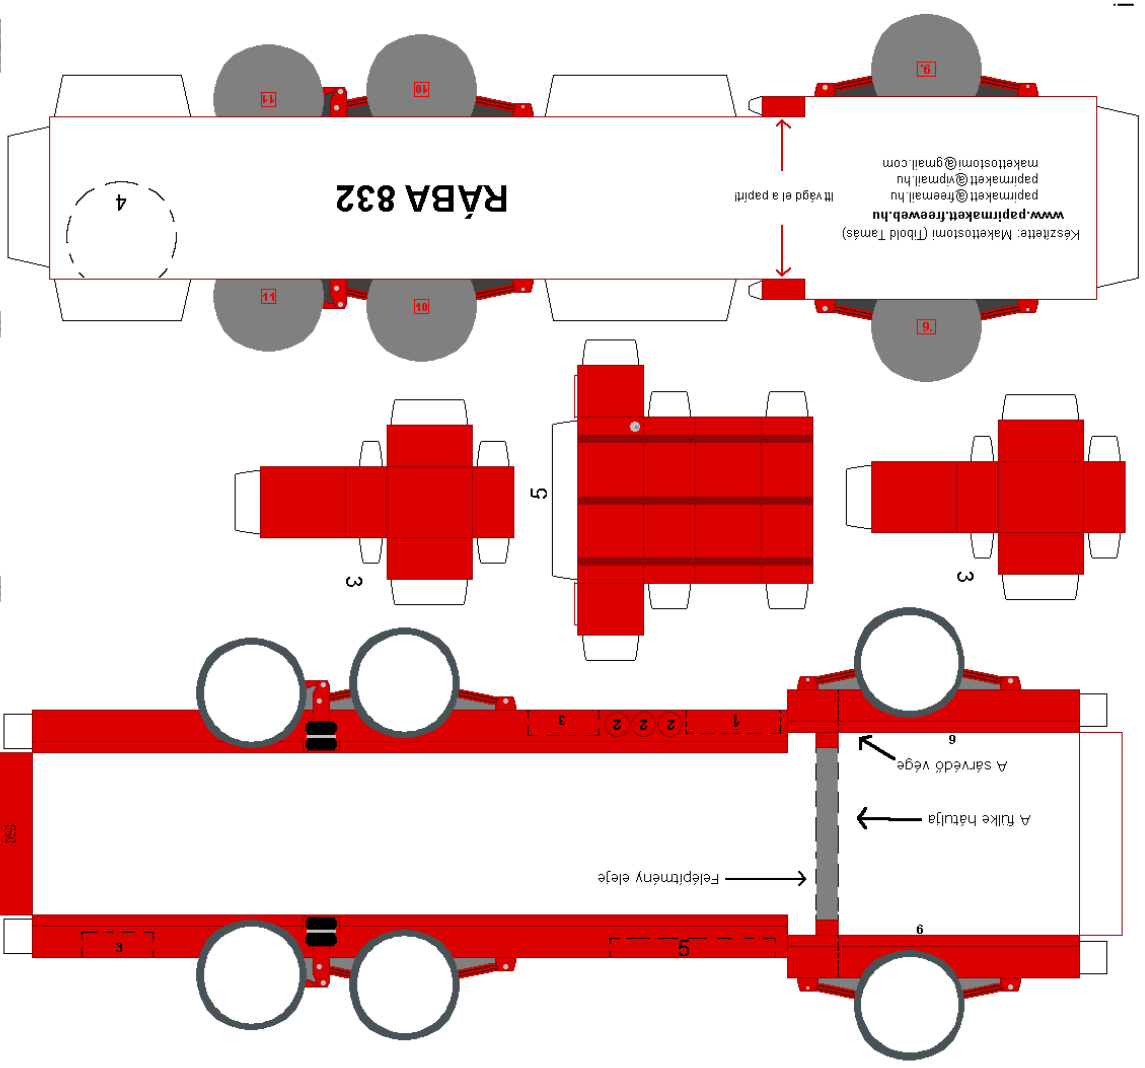 11
10
9.
4
RÁBA 832
Itt vágd el a papírt!
Készítette: Makettostomi (Tibold Tamás)
www.papirmakett.freeweb.hu
papirmakett@freemail.hu
papirmakett@vipmail.hu
makettostomi@gmail.com
11
10
9.
5
3
3
3
2
2
2
1
6
A sárvédő vége
A fülke hátulja
Felépítmény eleje
6
3
5